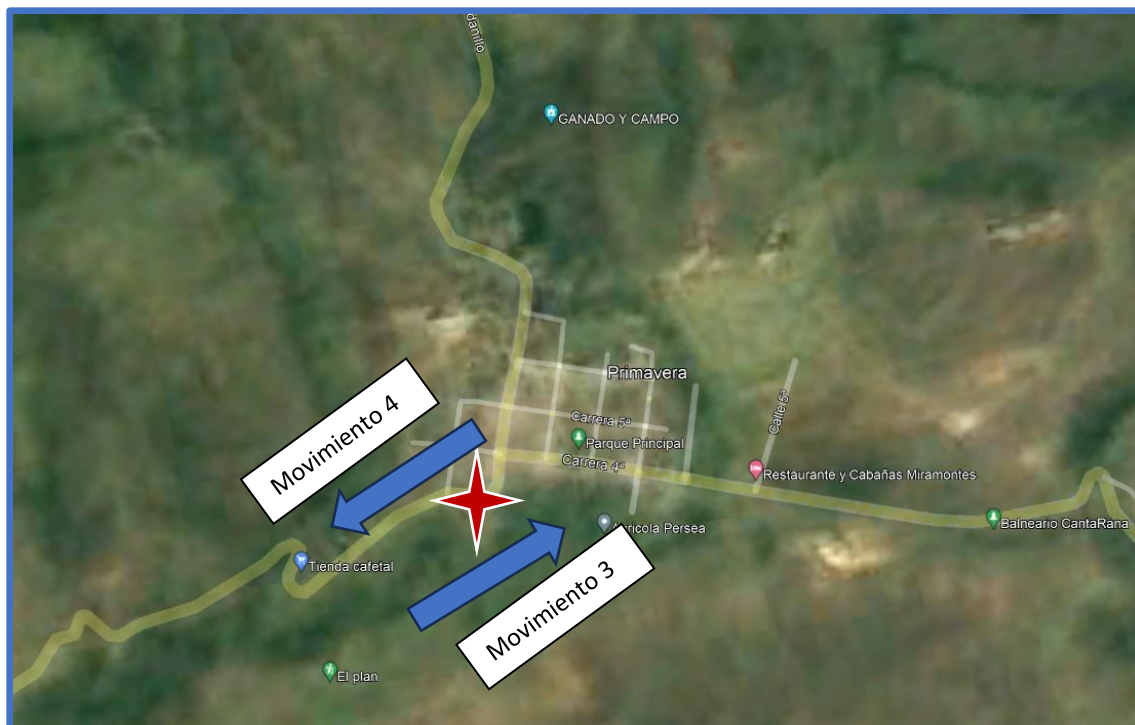 danillo
GANADO Y CAMPO
Primavera
Movimiento 4
Carrera 5ª
Calle 5ª
Parque Principal
Carrera 4ª
Restaurante y Cabañas Miramontes
Persea
Balneario CantaRana
Tienda cafetal
Movimiento 3
El plan